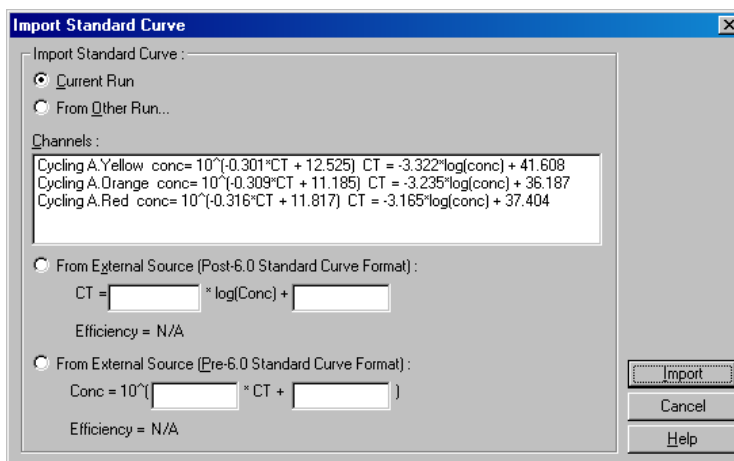 Import Standard Curve
Import Standard Curve :
Current Run
From Other Run...
Channels :
Cycling A.Yellow conc= 10^(-0.301*CT + 12.525) CT = -3.322*log(conc) + 41.608
Cycling A.Orange conc= 10^(-0.309*CT + 11.185) CT = -3.235*log(conc) + 36.187
Cycling A.Red conc= 10^(-0.316*CT + 11.817) CT = -3.165*log(conc) + 37.404
From External Source (Post-6.0 Standard Curve Format) :
CT = * log(Conc) +
Efficiency = N/A
From External Source (Pre-6.0 Standard Curve Format) :
Conc = 10^( * CT + )
Efficiency = N/A
Import
Cancel
Help